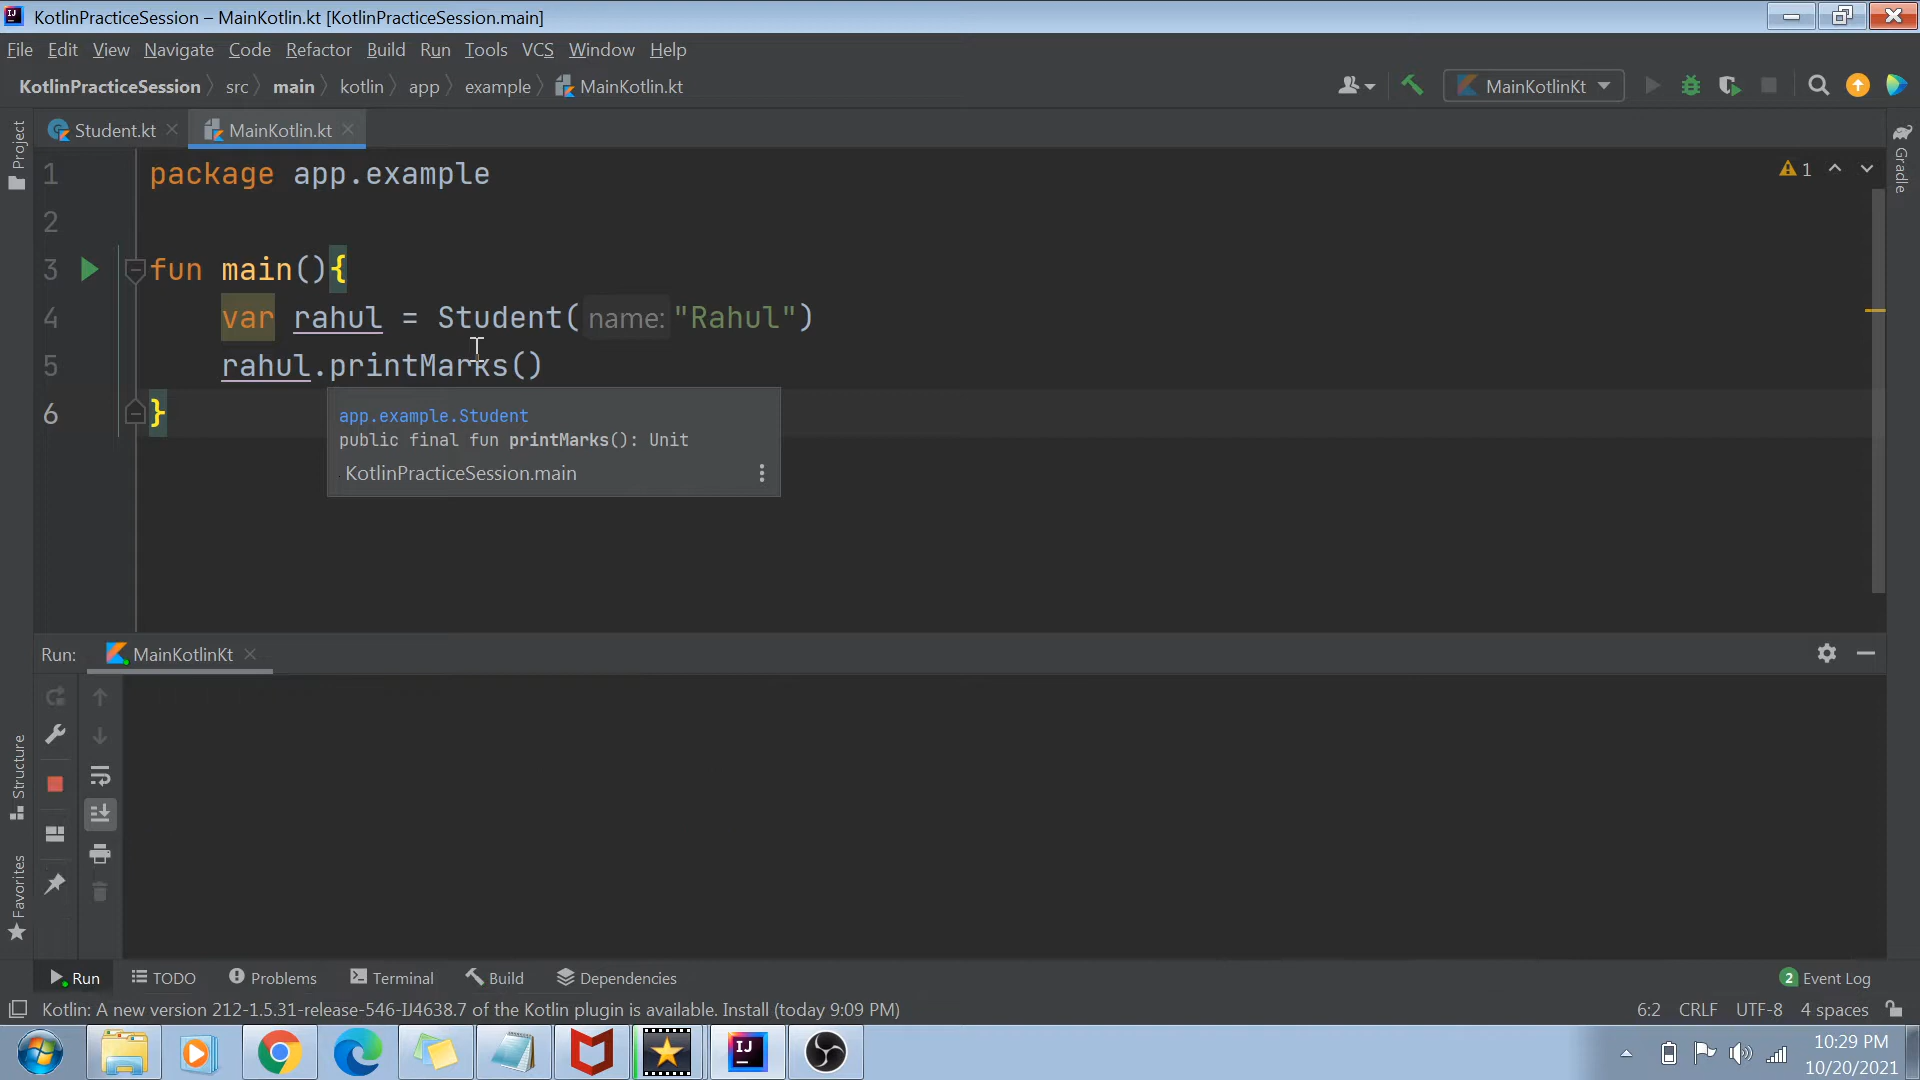 KotlinPracticeSession – MainKotlin.kt [KotlinPracticeSession.main]
File Edit View Navigate Code Refactor Build Run Tools VCS Window Help
KotlinPracticeSession src main kotlin app example MainKotlin.kt MainKotlinKt
Project Student.kt MainKotlin.kt Gradle
1 package app.example
1
2
3 fun main(){
4 var rahul = Student( name: "Rahul")
5 rahul.printMarks()
6 }
app.example.Student
public final fun printMarks(): Unit
KotlinPracticeSession.main
Run: MainKotlinKt
Structure
Favorites
Run TODO Problems Terminal Build Dependencies 2 Event Log
Kotlin: A new version 212-1.5.31-release-546-IJ4638.7 of the Kotlin plugin is available. Install (today 9:09 PM) 6:2 CRLF UTF-8 4 spaces
IJ
10:29 PM
10/20/2021